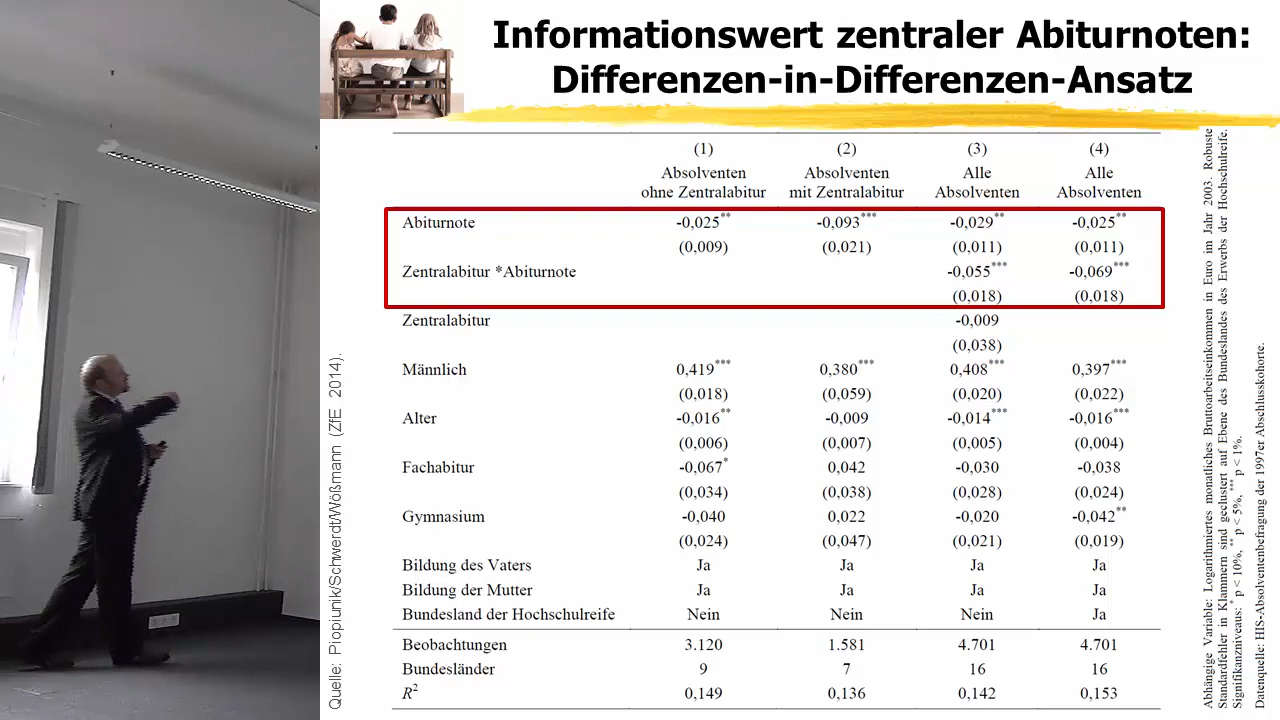 Informationswert zentraler Abiturnoten:
Differenzen-in-Differenzen-Ansatz
(1) (2) (3) (4)
Absolventen Absolventen Alle Alle
ohne Zentralabitur mit Zentralabitur Absolventen Absolventen
Abiturnote -0,025** -0,093*** -0,029** -0,025**
(0,009) (0,021) (0,011) (0,011)
Zentralabitur *Abiturnote -0,055*** -0,069***
(0,018) (0,018)
Zentralabitur -0,009
(0,038)
Männlich 0,419*** 0,380*** 0,408*** 0,397***
(0,018) (0,059) (0,020) (0,022)
Alter -0,016** -0,009 -0,014*** -0,016***
(0,006) (0,007) (0,005) (0,004)
Fachabitur -0,067* 0,042 -0,030 -0,038
(0,034) (0,038) (0,028) (0,024)
Gymnasium -0,040 0,022 -0,020 -0,042**
(0,024) (0,047) (0,021) (0,019)
Bildung des Vaters Ja Ja Ja Ja
Bildung der Mutter Ja Ja Ja Ja
Bundesland der Hochschulreife Nein Nein Nein Ja
Beobachtungen 3.120 1.581 4.701 4.701
Bundesländer 9 7 16 16
R² 0,149 0,136 0,142 0,153
Quelle: Piopiunik/Schwerdt/Wößmann (ZfE 2014).
Abhängige Variable: Logarithmiertes monatliches Bruttoarbeitseinkommen in Euro im Jahr 2003. Robuste
Standardfehler in Klammern sind geclustert auf Ebene des Bundeslandes des Erwerbs der Hochschulreife.
Signifikanzniveaus: * p < 10%, ** p < 5%, *** p < 1%.
Datenquelle: HIS-Absolventenbefragung der 1997er Abschlusskohorte.